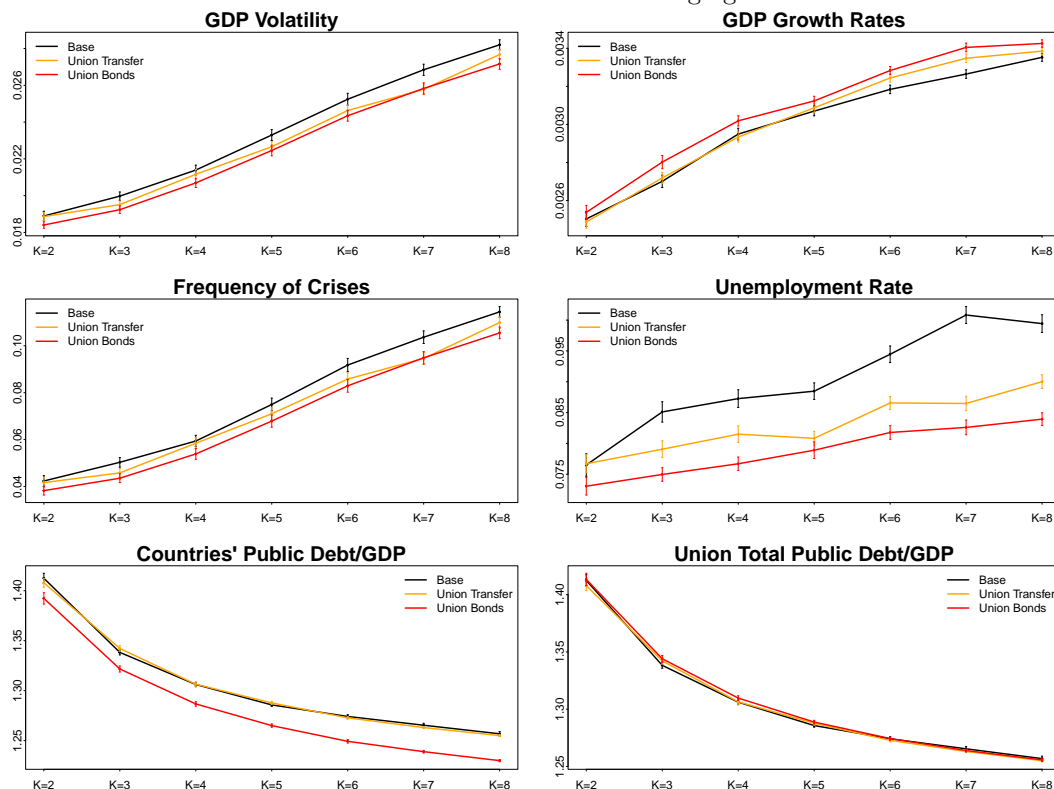 GDP Volatility
Base
Union Transfer
Union Bonds
0.026
0.022
0.018
K=2 K=3 K=4 K=5 K=6 K=7 K=8
GDP Growth Rates
Base
Union Transfer
Union Bonds
0.0034
0.0030
0.0026
K=2 K=3 K=4 K=5 K=6 K=7 K=8
Frequency of Crises
Base
Union Transfer
Union Bonds
0.10
0.08
0.06
0.04
K=2 K=3 K=4 K=5 K=6 K=7 K=8
Unemployment Rate
Base
Union Transfer
Union Bonds
0.095
0.085
0.075
K=2 K=3 K=4 K=5 K=6 K=7 K=8
Countries' Public Debt/GDP
Base
Union Transfer
Union Bonds
1.40
1.35
1.30
1.25
K=2 K=3 K=4 K=5 K=6 K=7 K=8
Union Total Public Debt/GDP
Base
Union Transfer
Union Bonds
1.40
1.35
1.30
1.25
K=2 K=3 K=4 K=5 K=6 K=7 K=8